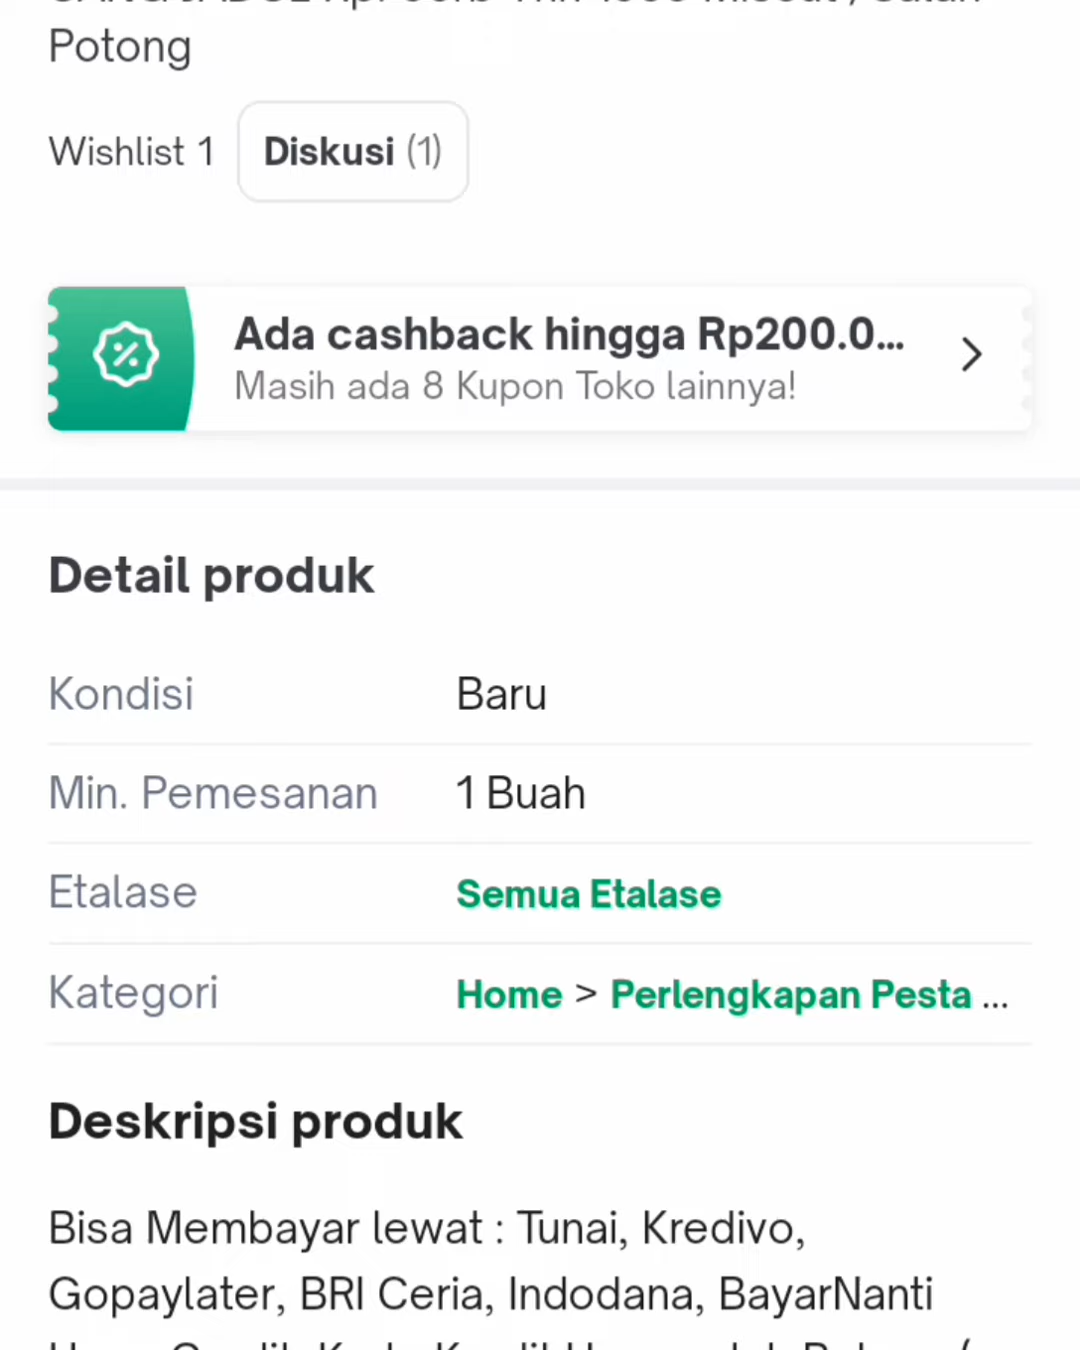 Potong
Wishlist 1
Diskusi (1)
Ada cashback hingga Rp200.0...
Masih ada 8 Kupon Toko lainnya!
Detail produk
Kondisi Baru
Min. Pemesanan 1 Buah
Etalase Semua Etalase
Kategori Home > Perlengkapan Pesta ...
Deskripsi produk
Bisa Membayar lewat : Tunai, Kredivo,
Gopaylater, BRI Ceria, Indodana, BayarNanti